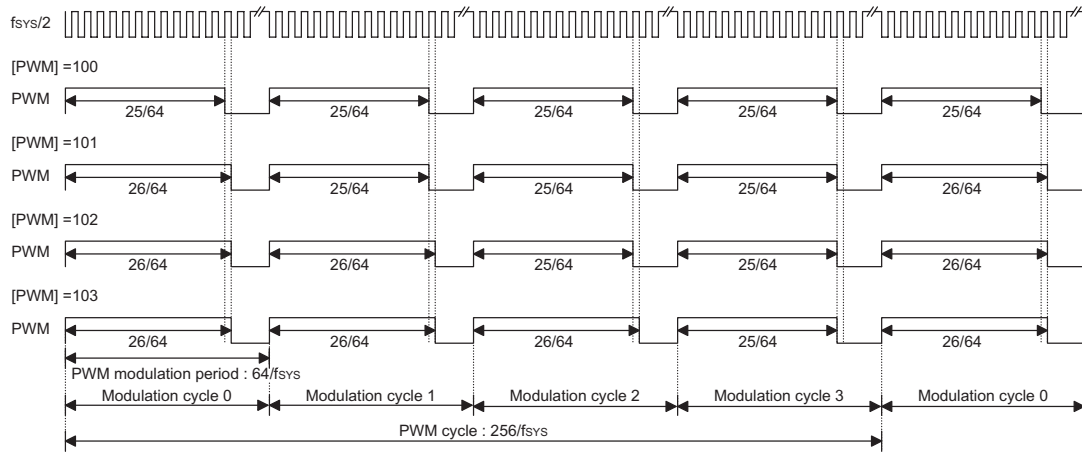 fSYS/2
[PWM] =100
PWM
25/64 25/64 25/64 25/64 25/64
[PWM] =101
PWM
26/64 25/64 25/64 25/64 26/64
[PWM] =102
PWM
26/64 26/64 25/64 25/64 26/64
[PWM] =103
PWM
26/64 26/64 26/64 25/64 26/64
PWM modulation period : 64/fSYS
Modulation cycle 0 Modulation cycle 1 Modulation cycle 2 Modulation cycle 3 Modulation cycle 0
PWM cycle : 256/fSYS